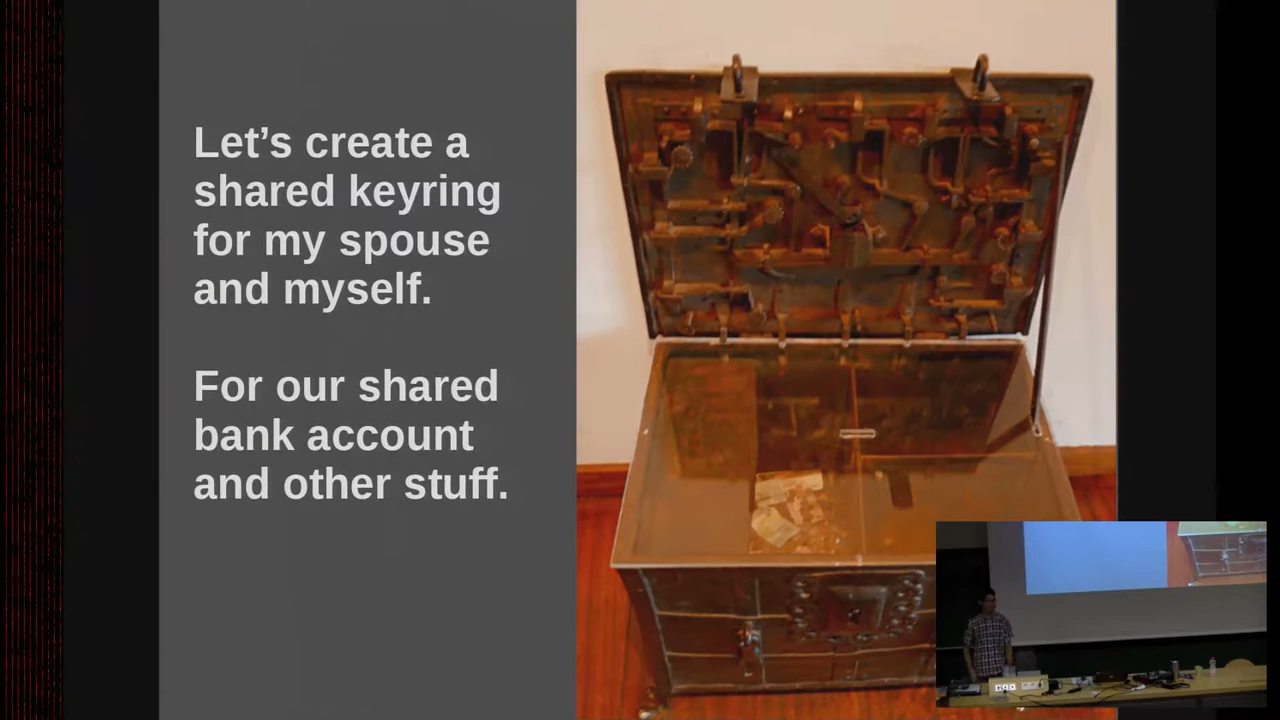 Let’s create a
shared keyring
for my spouse
and myself.
For our shared
bank account
and other stuff.